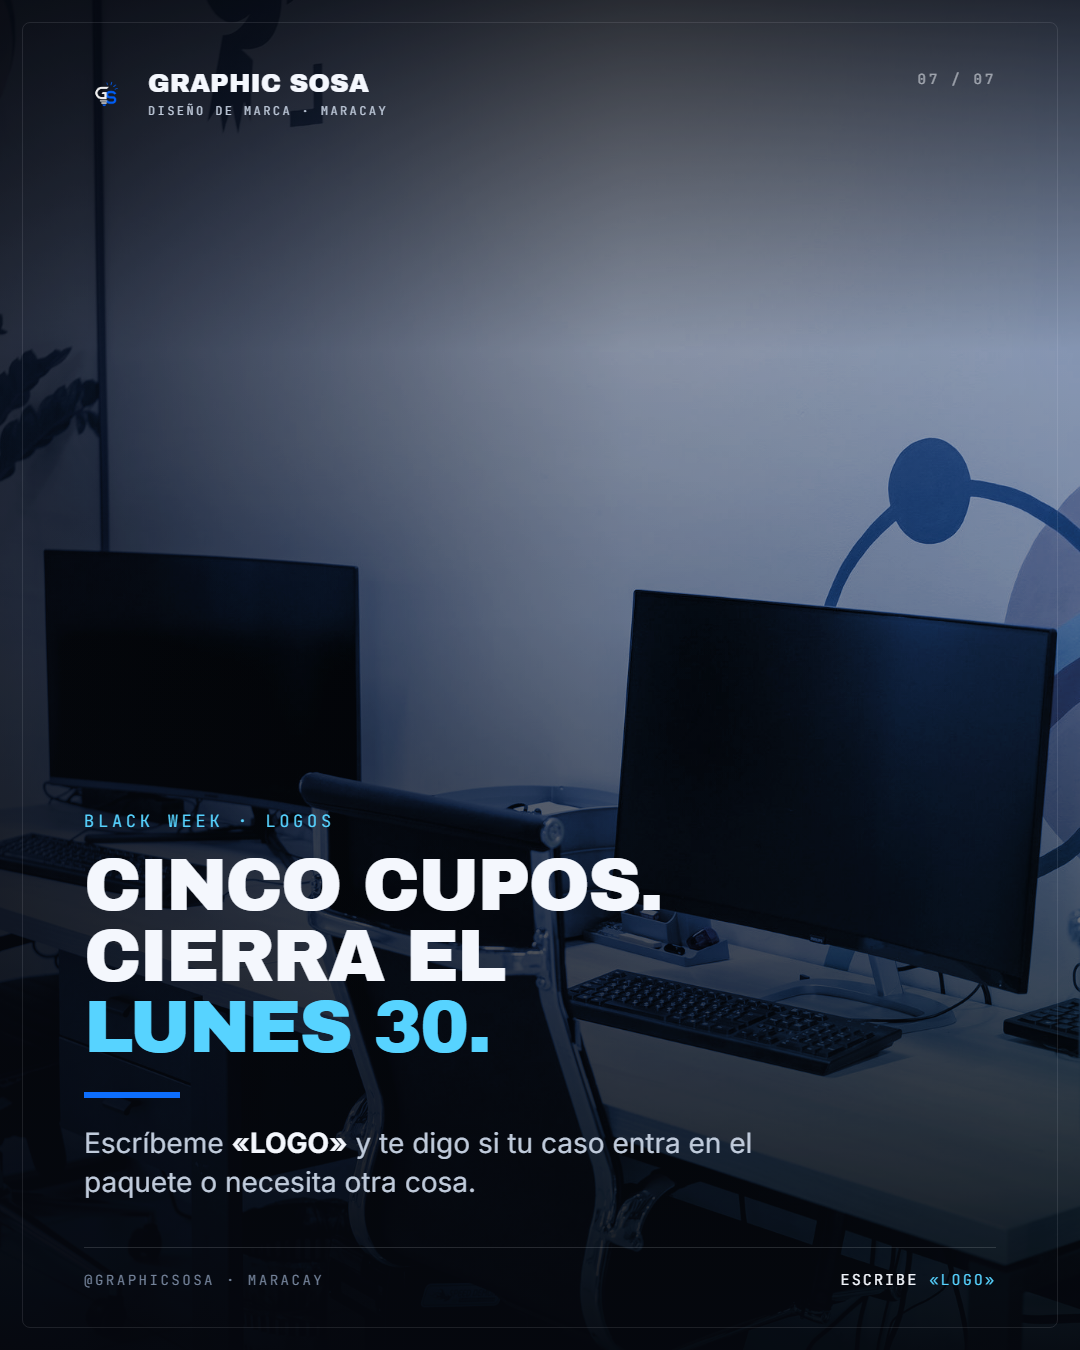 GS
GRAPHIC SOSA
DISEÑO DE MARCA · MARACAY
07 / 07
BLACK WEEK · LOGOS
CINCO CUPOS.
CIERRA EL
LUNES 30.
Escríbeme «LOGO» y te digo si tu caso entra en el
paquete o necesita otra cosa.
@GRAPHICSOSA · MARACAY
ESCRIBE «LOGO»